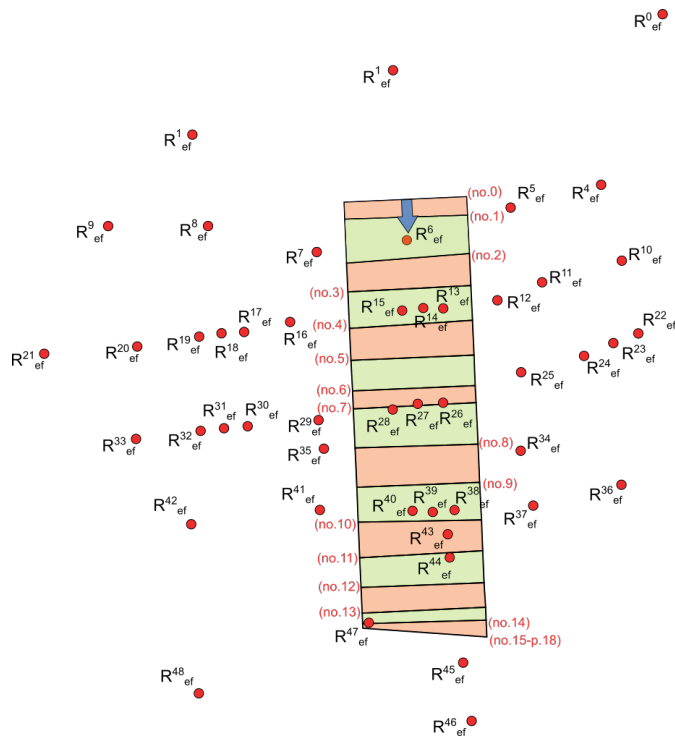 R⁰ef
R¹ef
R¹ef
(no.0)
R⁵ef
R⁴ef
(no.1)
R⁹ef
R⁸ef
R⁶ef
R⁷ef
(no.2)
R¹⁰ef
R¹¹ef
(no.3)
R¹³ef
R¹⁵ef
R¹²ef
R¹⁷ef
R¹⁴ef
(no.4)
R¹⁶ef
R²²ef
R¹⁹ef
R¹⁸ef
R²³ef
R²¹ef
R²⁰ef
(no.5)
R²⁴ef
R²⁵ef
(no.6)
(no.7)
R³¹ef
R³⁰ef
R²⁹ef
R²⁸ef
R²⁷ef
R²⁶ef
R³³ef
R³²ef
(no.8)
R³⁴ef
R³⁵ef
(no.9)
R³⁶ef
R⁴²ef
R⁴¹ef
R⁴⁰ef
R³⁹ef
R³⁸ef
R³⁷ef
(no.10)
R⁴³ef
(no.11)
R⁴⁴ef
(no.12)
(no.13)
(no.14)
R⁴⁷ef
(no.15-p.18)
R⁴⁸ef
R⁴⁵ef
R⁴⁶ef